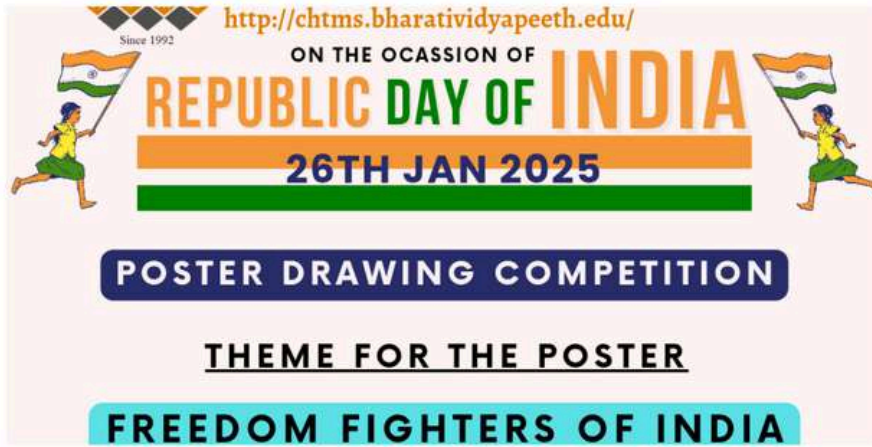 http://chtms.bharatividyapeeth.edu/
Since 1992
ON THE OCASSION OF
REPUBLIC DAY OF INDIA
26TH JAN 2025
POSTER DRAWING COMPETITION
THEME FOR THE POSTER
FREEDOM FIGHTERS OF INDIA